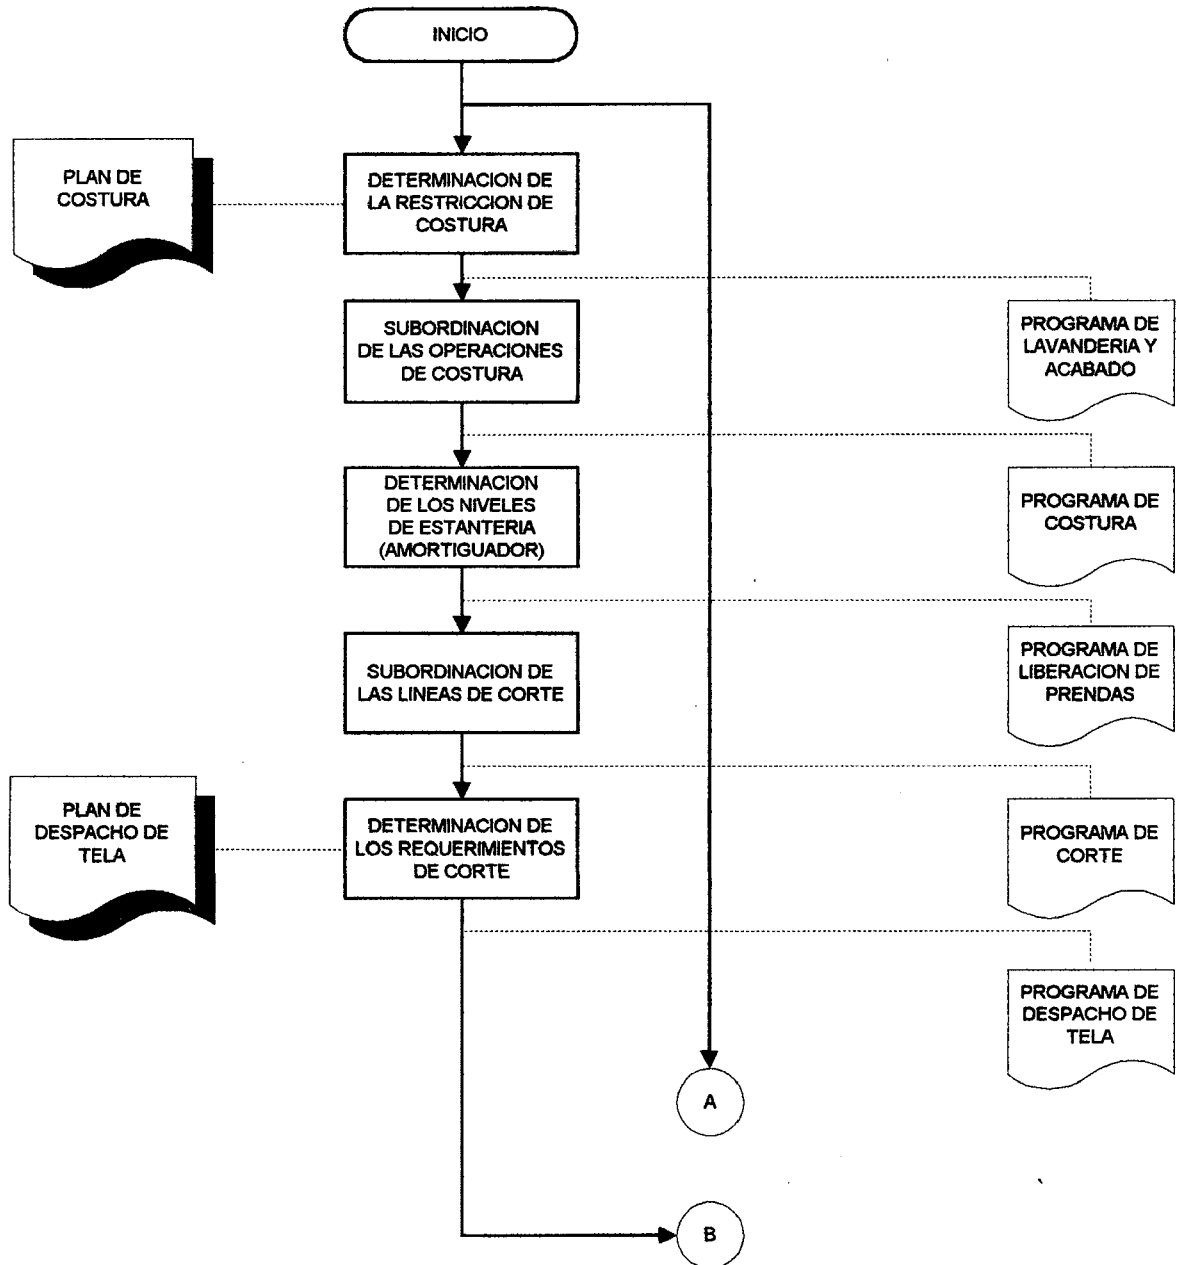 INICIO
PLAN DE
COSTURA
DETERMINACION DE
LA RESTRICCION DE
COSTURA
SUBORDINACION
DE LAS OPERACIONES
DE COSTURA
PROGRAMA DE
LAVANDERIA Y
ACABADO
DETERMINACION
DE LOS NIVELES
DE ESTANTERIA
(AMORTIGUADOR)
PROGRAMA DE
COSTURA
SUBORDINACION DE
LAS LINEAS DE CORTE
PROGRAMA DE
LIBERACION DE
PRENDAS
PLAN DE
DESPACHO DE
TELA
DETERMINACION DE
LOS REQUERIMIENTOS
DE CORTE
PROGRAMA DE
CORTE
PROGRAMA DE
DESPACHO DE
TELA
A
B